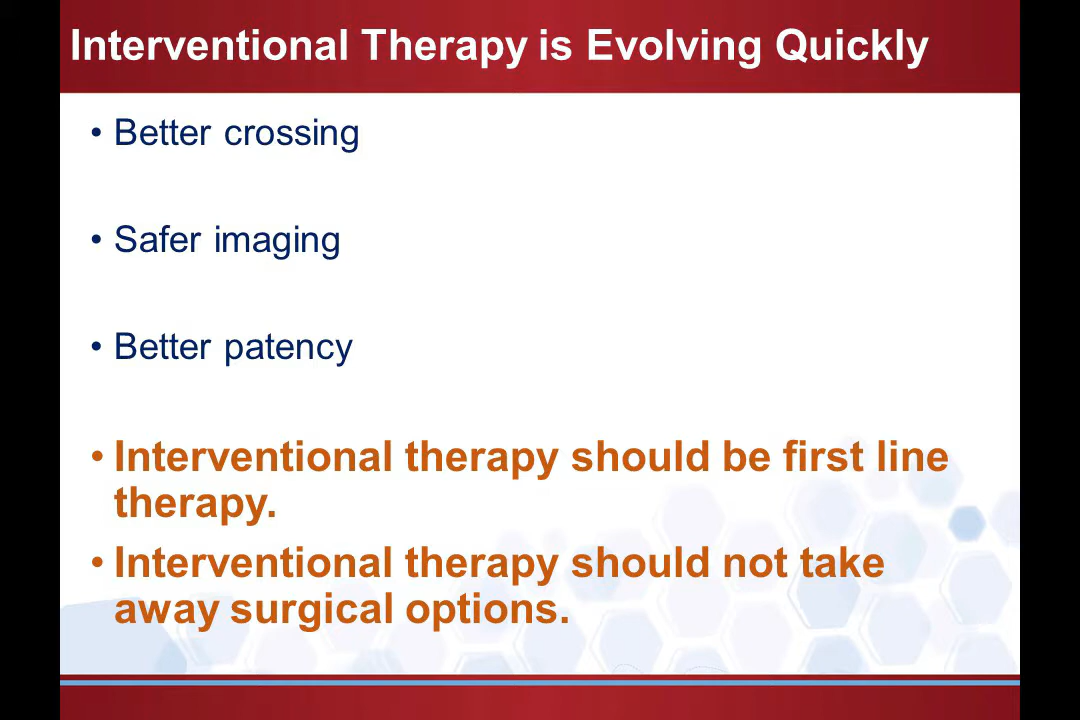 Interventional Therapy is Evolving Quickly
• Better crossing
• Safer imaging
• Better patency
• Interventional therapy should be first line
therapy.
• Interventional therapy should not take
away surgical options.